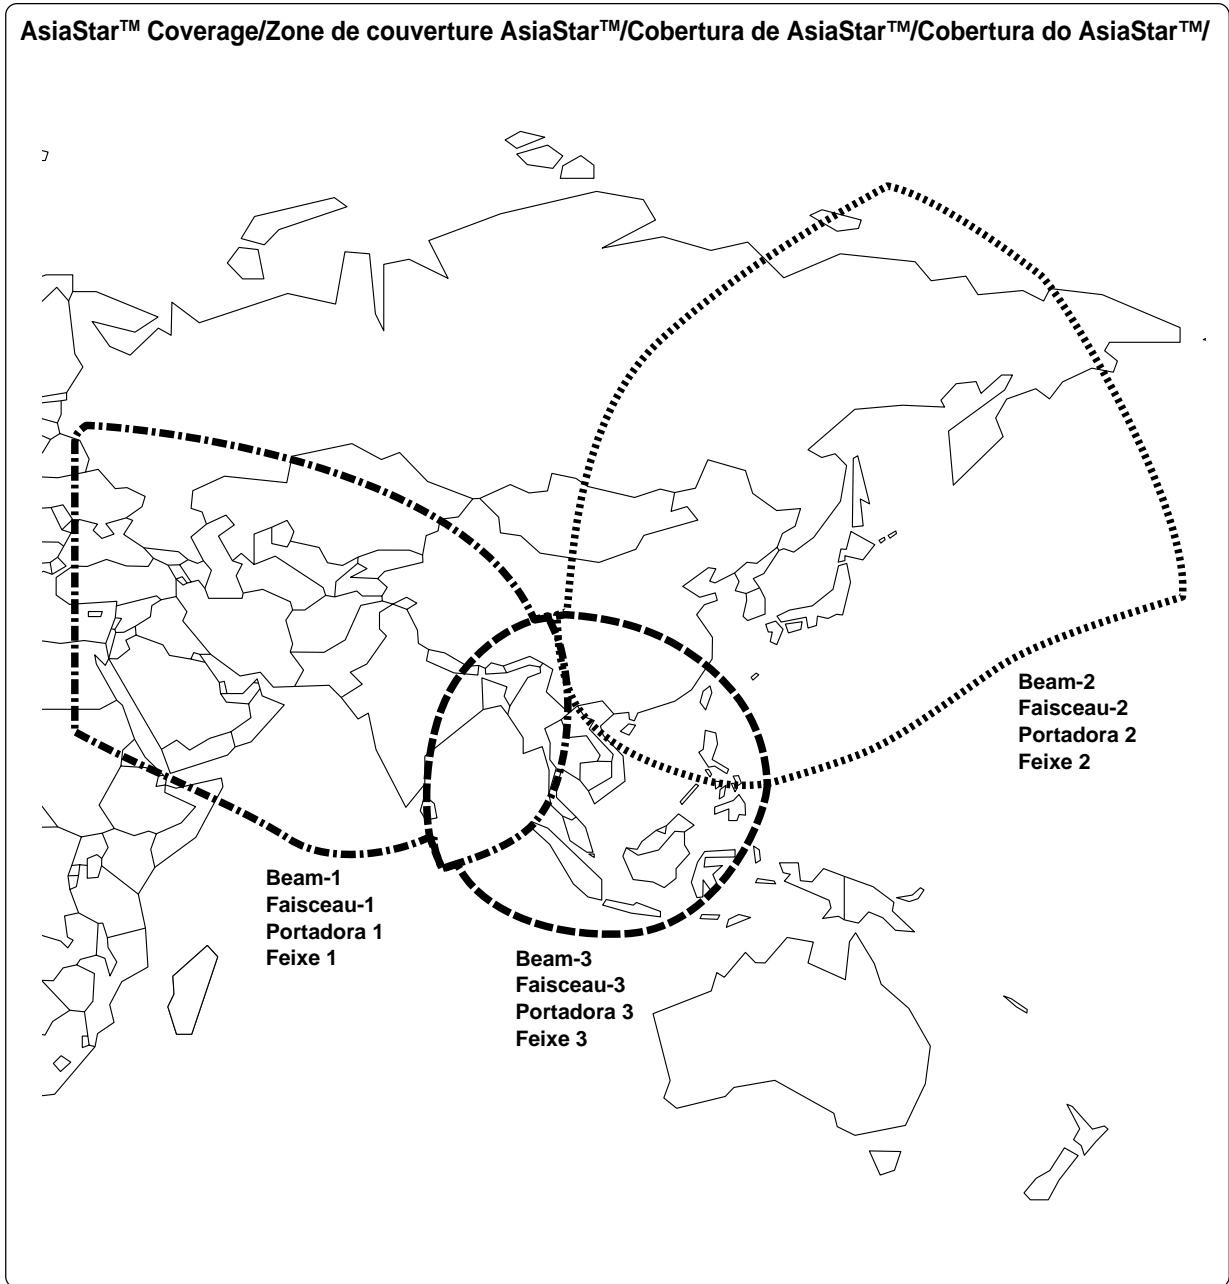 AsiaStar™ Coverage/Zone de couverture AsiaStar™/Cobertura de AsiaStar™/Cobertura do AsiaStar™/
Beam-2
Faisceau-2
Portadora 2
Feixe 2
Beam-1
Faisceau-1
Portadora 1
Feixe 1
Beam-3
Faisceau-3
Portadora 3
Feixe 3